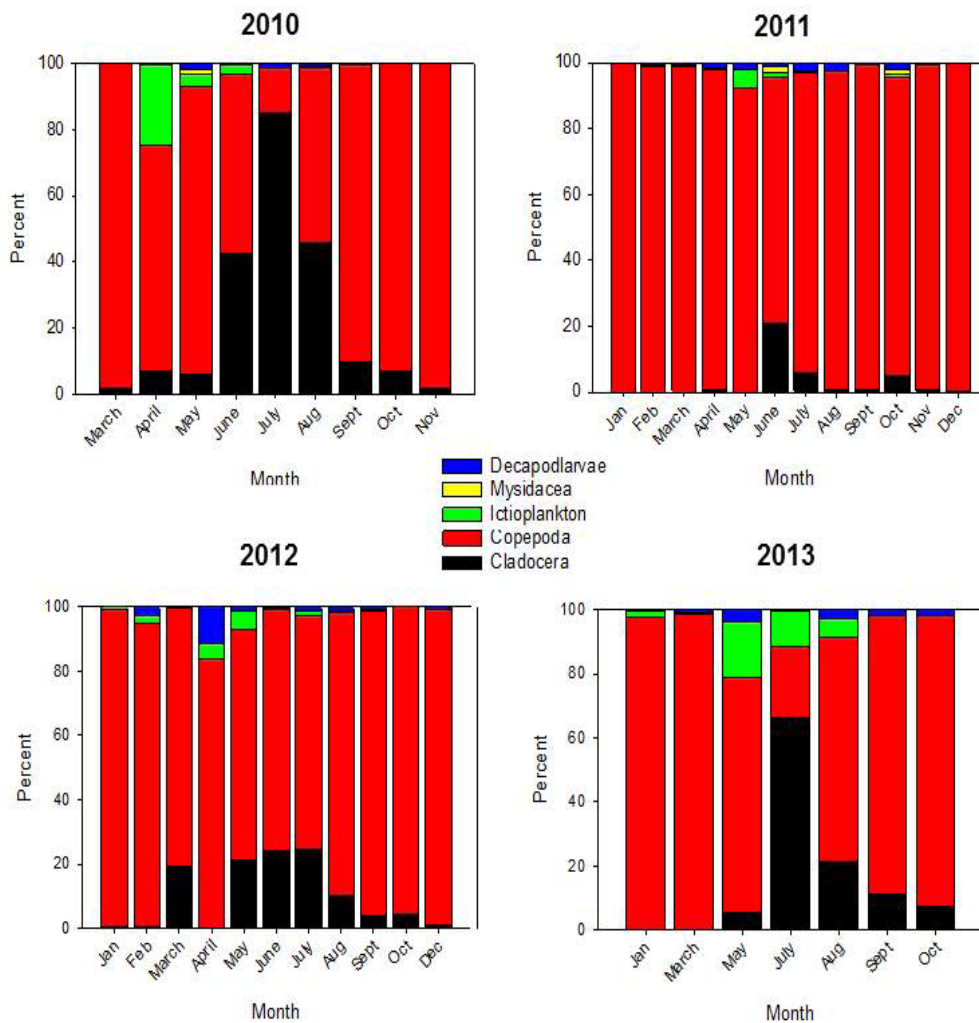 2010
100
80
60
40
20
0
Percent
March
April
May
June
July
Aug
Sept
Oct
Nov
Month
2011
100
80
60
40
20
0
Percent
Jan
Feb
March
April
May
June
July
Aug
Sept
Oct
Nov
Dec
Month
Decapodlarvae
Mysidacea
Ictioplankton
Copepoda
Cladocera
2012
100
80
60
40
20
0
Percent
Jan
Feb
March
April
May
June
July
Aug
Sept
Oct
Dec
Month
2013
100
80
60
40
20
0
Percent
Jan
March
May
July
Aug
Sept
Oct
Month